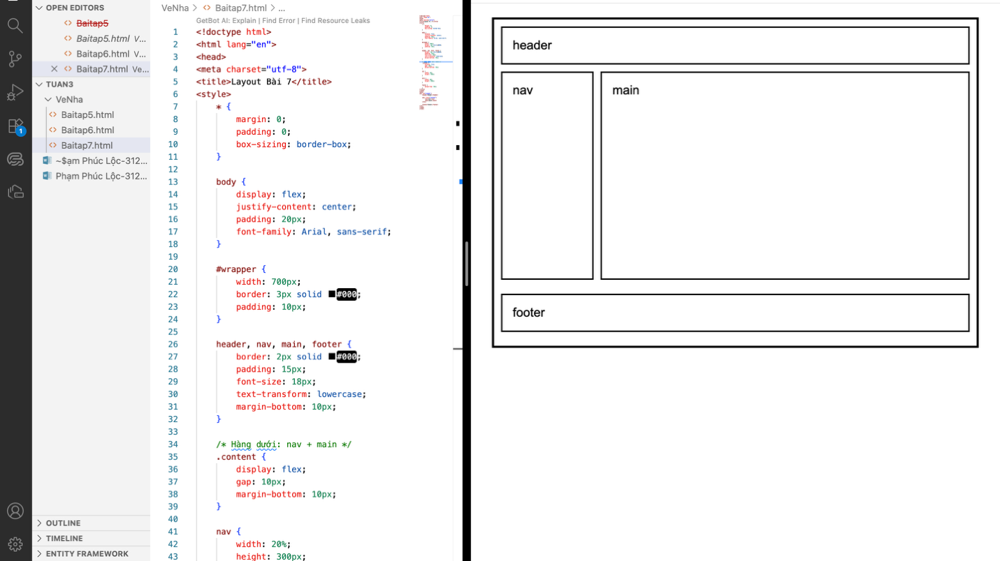 OPEN EDITORS
Baitap5
Baitap5.html V...
Baitap6.html V...
Baitap7.html Ve...
TUAN3
VeNha
Baitap5.html
Baitap6.html
Baitap7.html
~$ạm Phúc Lộc-312...
Phạm Phúc Lộc-312...
OUTLINE
TIMELINE
ENTITY FRAMEWORK
1
VeNha > Baitap7.html > ...
GetBot AI: Explain | Find Error | Find Resource Leaks
1 <!doctype html>
2 <html lang="en">
3 <head>
4 <meta charset="utf-8">
5 <title>Layout Bài 7</title>
6 <style>
7 * {
8 margin: 0;
9 padding: 0;
10 box-sizing: border-box;
11 }
12
13 body {
14 display: flex;
15 justify-content: center;
16 padding: 20px;
17 font-family: Arial, sans-serif;
18 }
19
20 #wrapper {
21 width: 700px;
22 border: 3px solid #000;
23 padding: 10px;
24 }
25
26 header, nav, main, footer {
27 border: 2px solid #000;
28 padding: 15px;
29 font-size: 18px;
30 text-transform: lowercase;
31 margin-bottom: 10px;
32 }
33
34 /* Hàng dưới: nav + main */
35 .content {
36 display: flex;
37 gap: 10px;
38 margin-bottom: 10px;
39 }
40
41 nav {
42 width: 20%;
43 height: 300px;
header
nav
main
footer